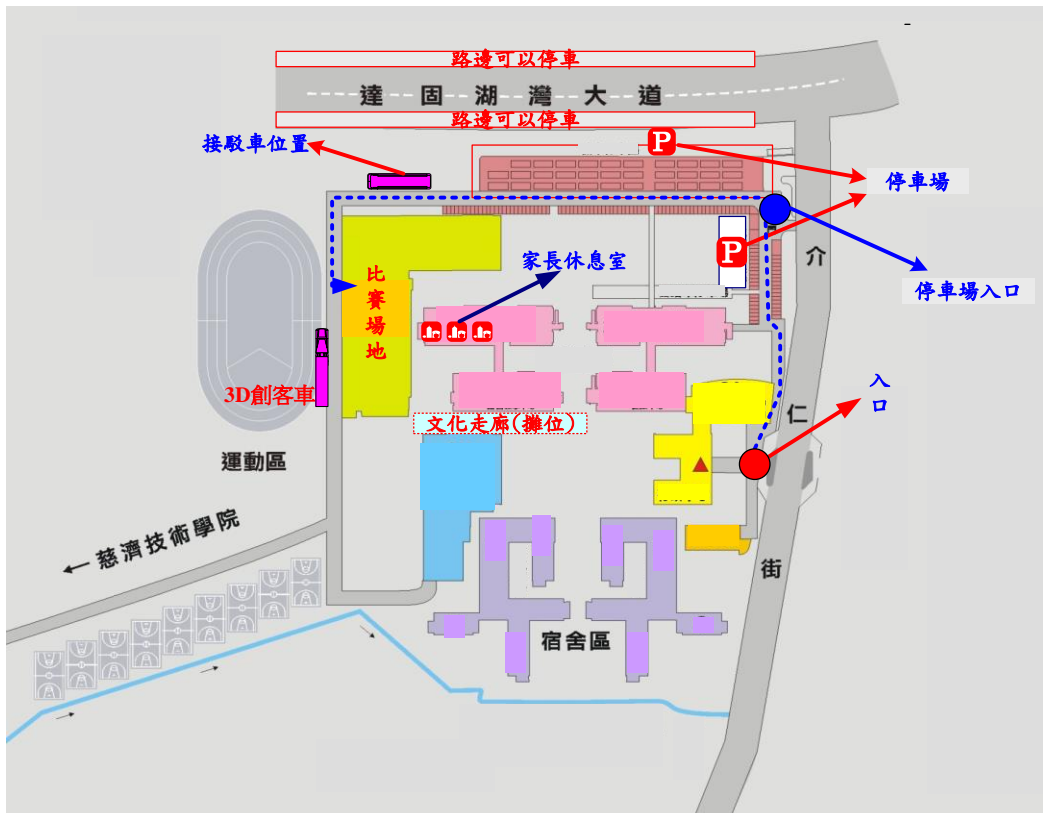 路邊可以停車
達固湖灣大道
路邊可以停車
接駁車位置
P
停車場
P
介
仁
街
家長休息室
停車場入口
比賽場地
3D創客車
入口
文化走廊(攤位)
運動區
慈濟技術學院
宿舍區